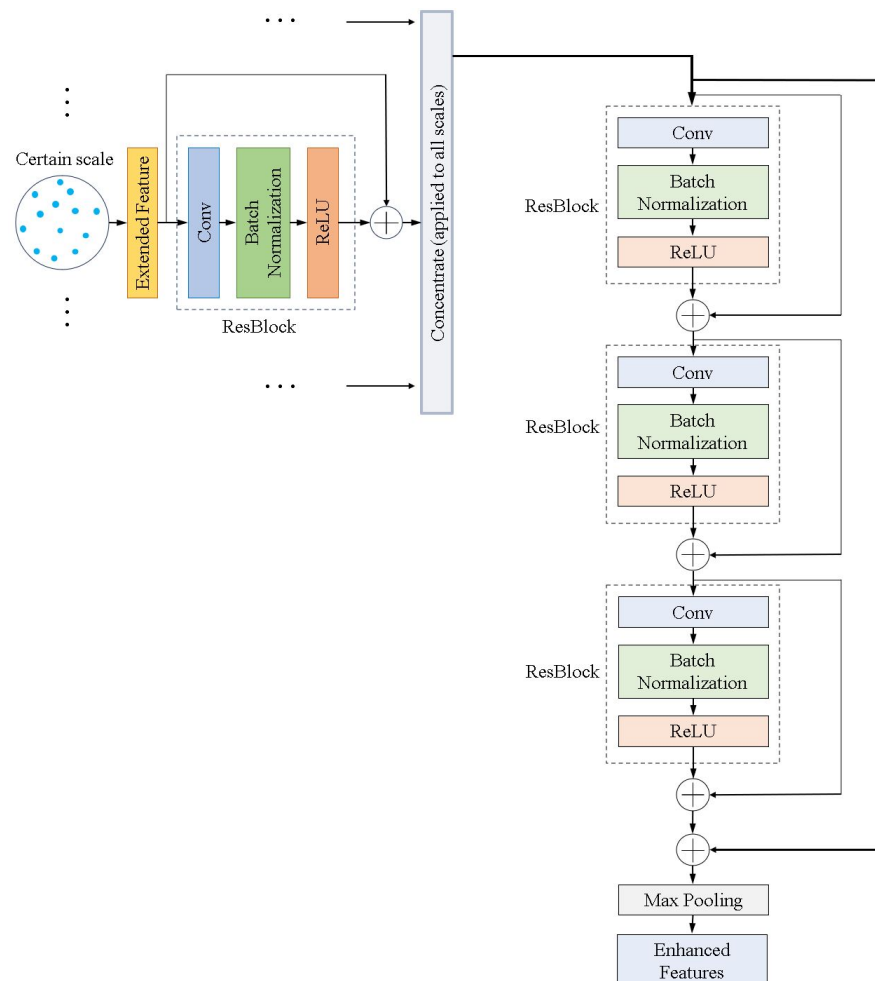 Certain scale
Extended Feature
Conv
Batch
Normalization
ReLU
ResBlock
Concentrate (applied to all scales)
ResBlock
Conv
Batch
Normalization
ReLU
ResBlock
Conv
Batch
Normalization
ReLU
ResBlock
Conv
Batch
Normalization
ReLU
Max Pooling
Enhanced
Features